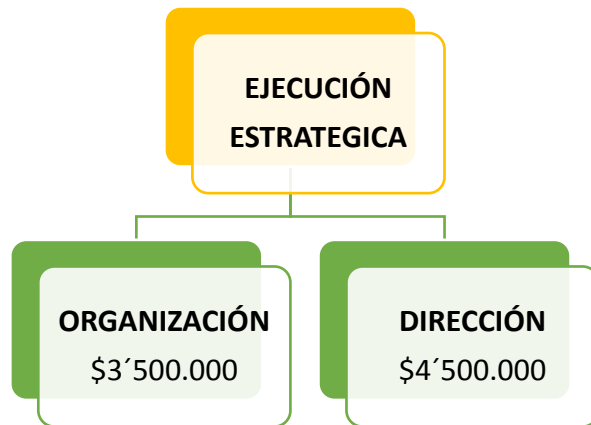 EJECUCIÓN
ESTRATEGICA
ORGANIZACIÓN
$3´500.000
DIRECCIÓN
$4´500.000